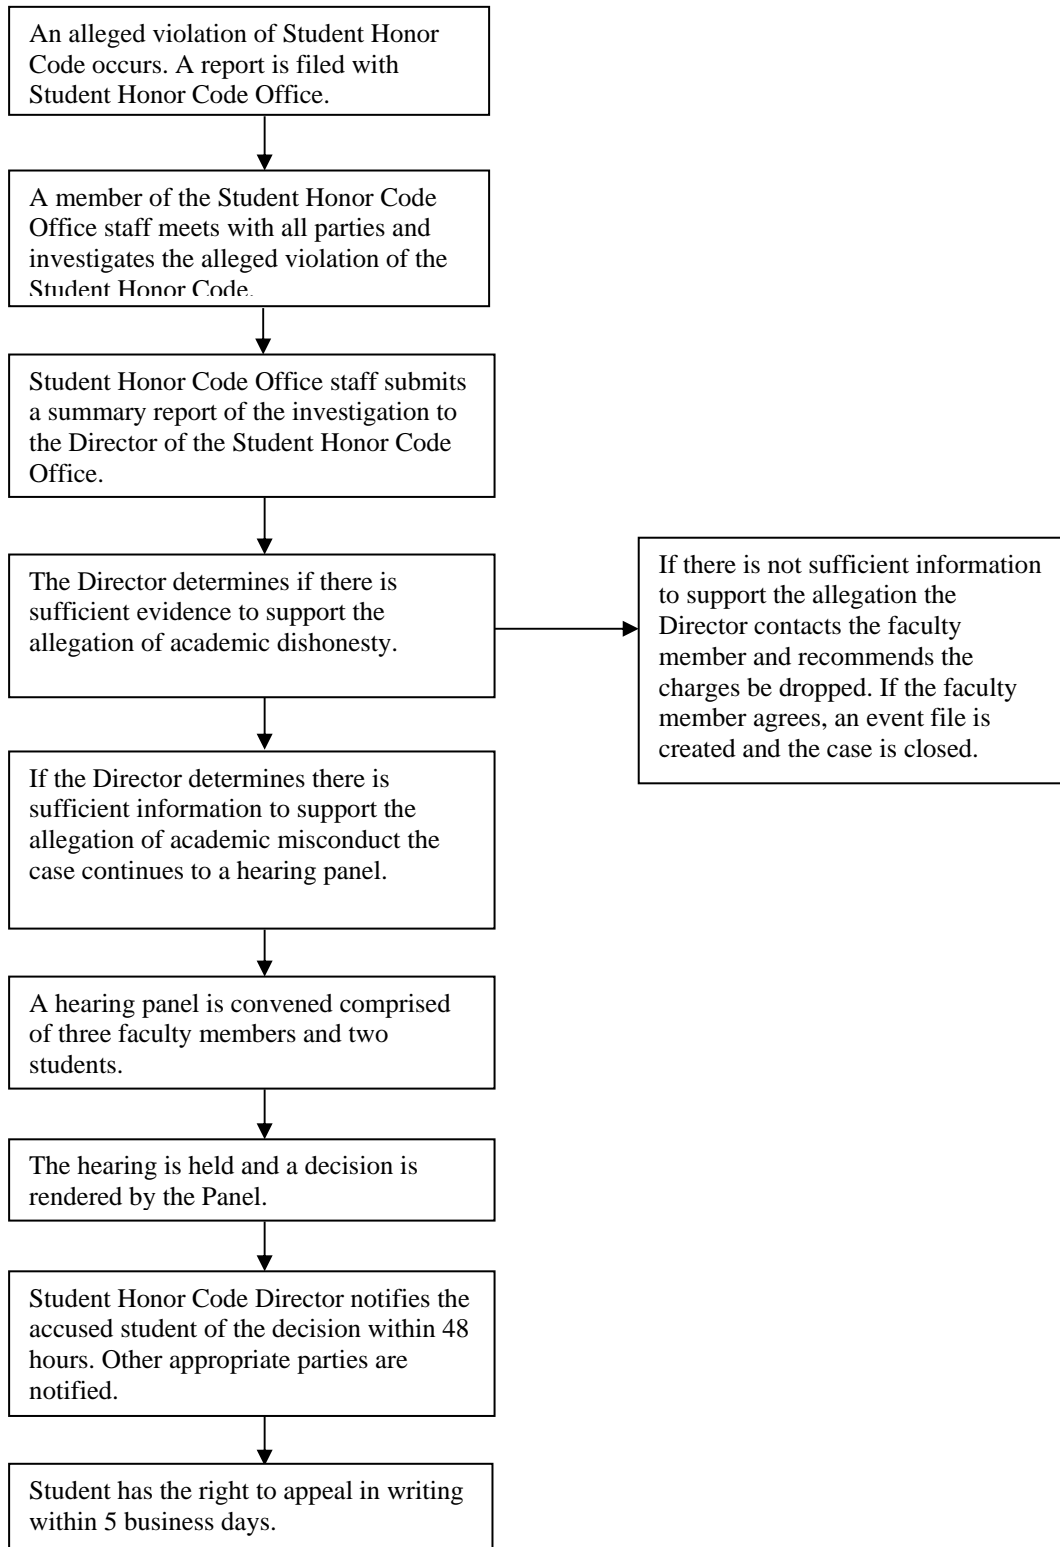 An alleged violation of Student Honor
Code occurs. A report is filed with
Student Honor Code Office.
A member of the Student Honor Code
Office staff meets with all parties and
investigates the alleged violation of the
Student Honor Code.
Student Honor Code Office staff submits
a summary report of the investigation to
the Director of the Student Honor Code
Office.
The Director determines if there is
sufficient evidence to support the
allegation of academic dishonesty.
If there is not sufficient information
to support the allegation the
Director contacts the faculty
member and recommends the
charges be dropped. If the faculty
member agrees, an event file is
created and the case is closed.
If the Director determines there is
sufficient information to support the
allegation of academic misconduct the
case continues to a hearing panel.
A hearing panel is convened comprised
of three faculty members and two
students.
The hearing is held and a decision is
rendered by the Panel.
Student Honor Code Director notifies the
accused student of the decision within 48
hours. Other appropriate parties are
notified.
Student has the right to appeal in writing
within 5 business days.